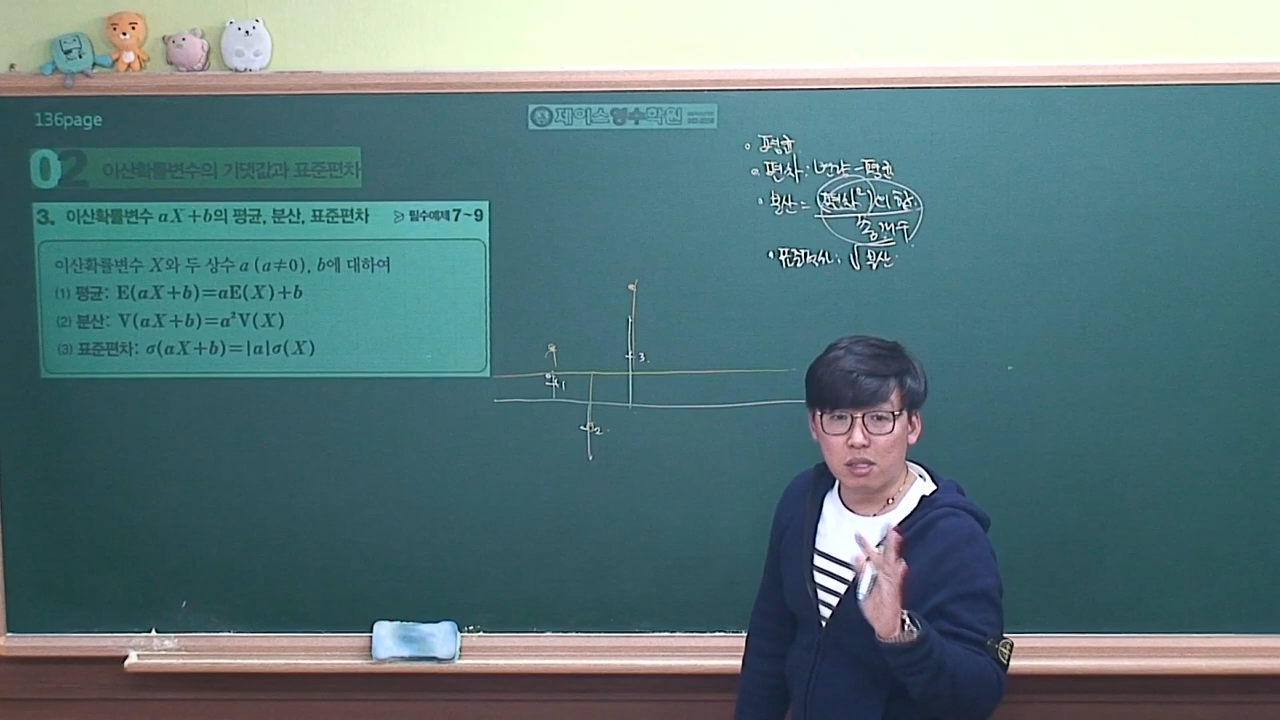 136page
제이스영수학원
02 이산확률변수의 기댓값과 표준편차
3. 이산확률변수 aX+b의 평균, 분산, 표준편차 필수예제 7~9
이산확률변수 X와 두 상수 a (a≠0), b에 대하여
(1) 평균: E(aX+b)=aE(X)+b
(2) 분산: V(aX+b)=a²V(X)
(3) 표준편차: σ(aX+b)=|a|σ(X)
평균
편차: 변량-평균
분산 = (편차²)의 합
총개수
표준편차: √분산
3.
1
2.